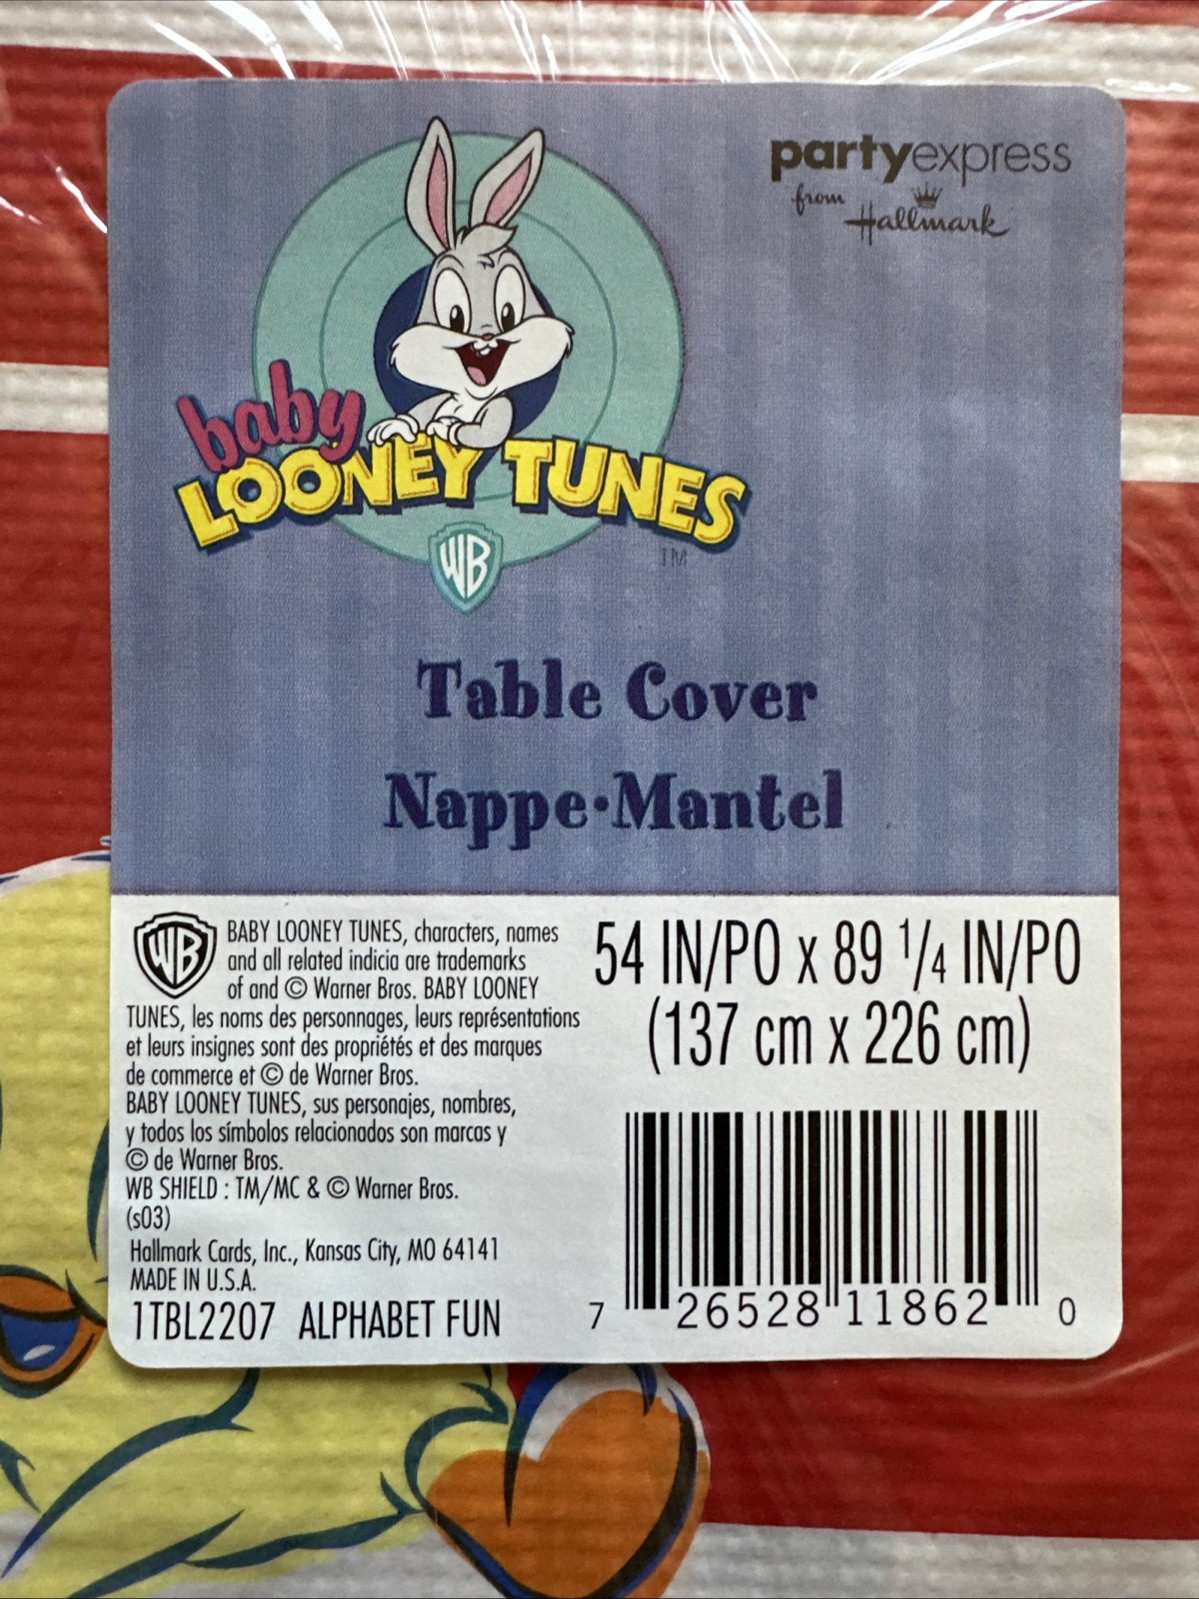 partyexpress
from Hallmark
baby
LOONEY TUNES
TM
WB
Table Cover
Nappe•Mantel
WB
BABY LOONEY TUNES, characters, names
and all related indicia are trademarks
of and © Warner Bros. BABY LOONEY
TUNES, les noms des personnages, leurs représentations
et leurs insignes sont des propriétés et des marques
de commerce et © de Warner Bros.
BABY LOONEY TUNES, sus personajes, nombres,
y todos los símbolos relacionados son marcas y
© de Warner Bros.
WB SHIELD : TM/MC & © Warner Bros.
(s03)
Hallmark Cards, Inc., Kansas City, MO 64141
MADE IN U.S.A.
1TBL2207 ALPHABET FUN
54 IN/PO x 89 1/4 IN/PO
(137 cm x 226 cm)
7 26528 11862 0